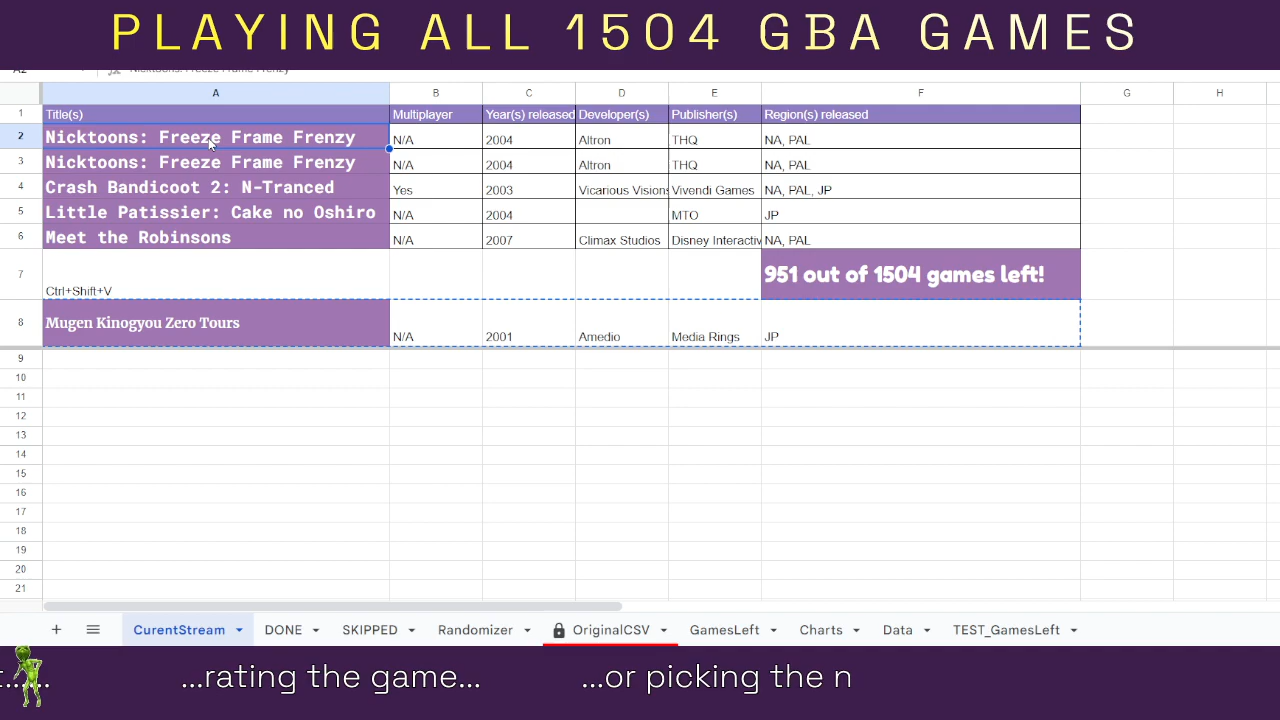 PLAYING ALL 1504 GBA GAMES
A2 Nicktoons: Freeze Frame Frenzy
A B C D E F G H
1 Title(s) Multiplayer Year(s) released Developer(s) Publisher(s) Region(s) released
2 Nicktoons: Freeze Frame Frenzy N/A 2004 Altron THQ NA, PAL
3 Nicktoons: Freeze Frame Frenzy N/A 2004 Altron THQ NA, PAL
4 Crash Bandicoot 2: N-Tranced Yes 2003 Vicarious Visions Vivendi Games NA, PAL, JP
5 Little Patissier: Cake no Oshiro N/A 2004 MTO JP
6 Meet the Robinsons N/A 2007 Climax Studios Disney Interactiv NA, PAL
7 Ctrl+Shift+V 951 out of 1504 games left!
8 Mugen Kinogyou Zero Tours N/A 2001 Amedio Media Rings JP
9
10
11
12
13
14
15
16
17
18
19
20
21
+ CurentStream DONE SKIPPED Randomizer OriginalCSV GamesLeft Charts Data TEST_GamesLeft
t...... ...rating the game... ...or picking the n